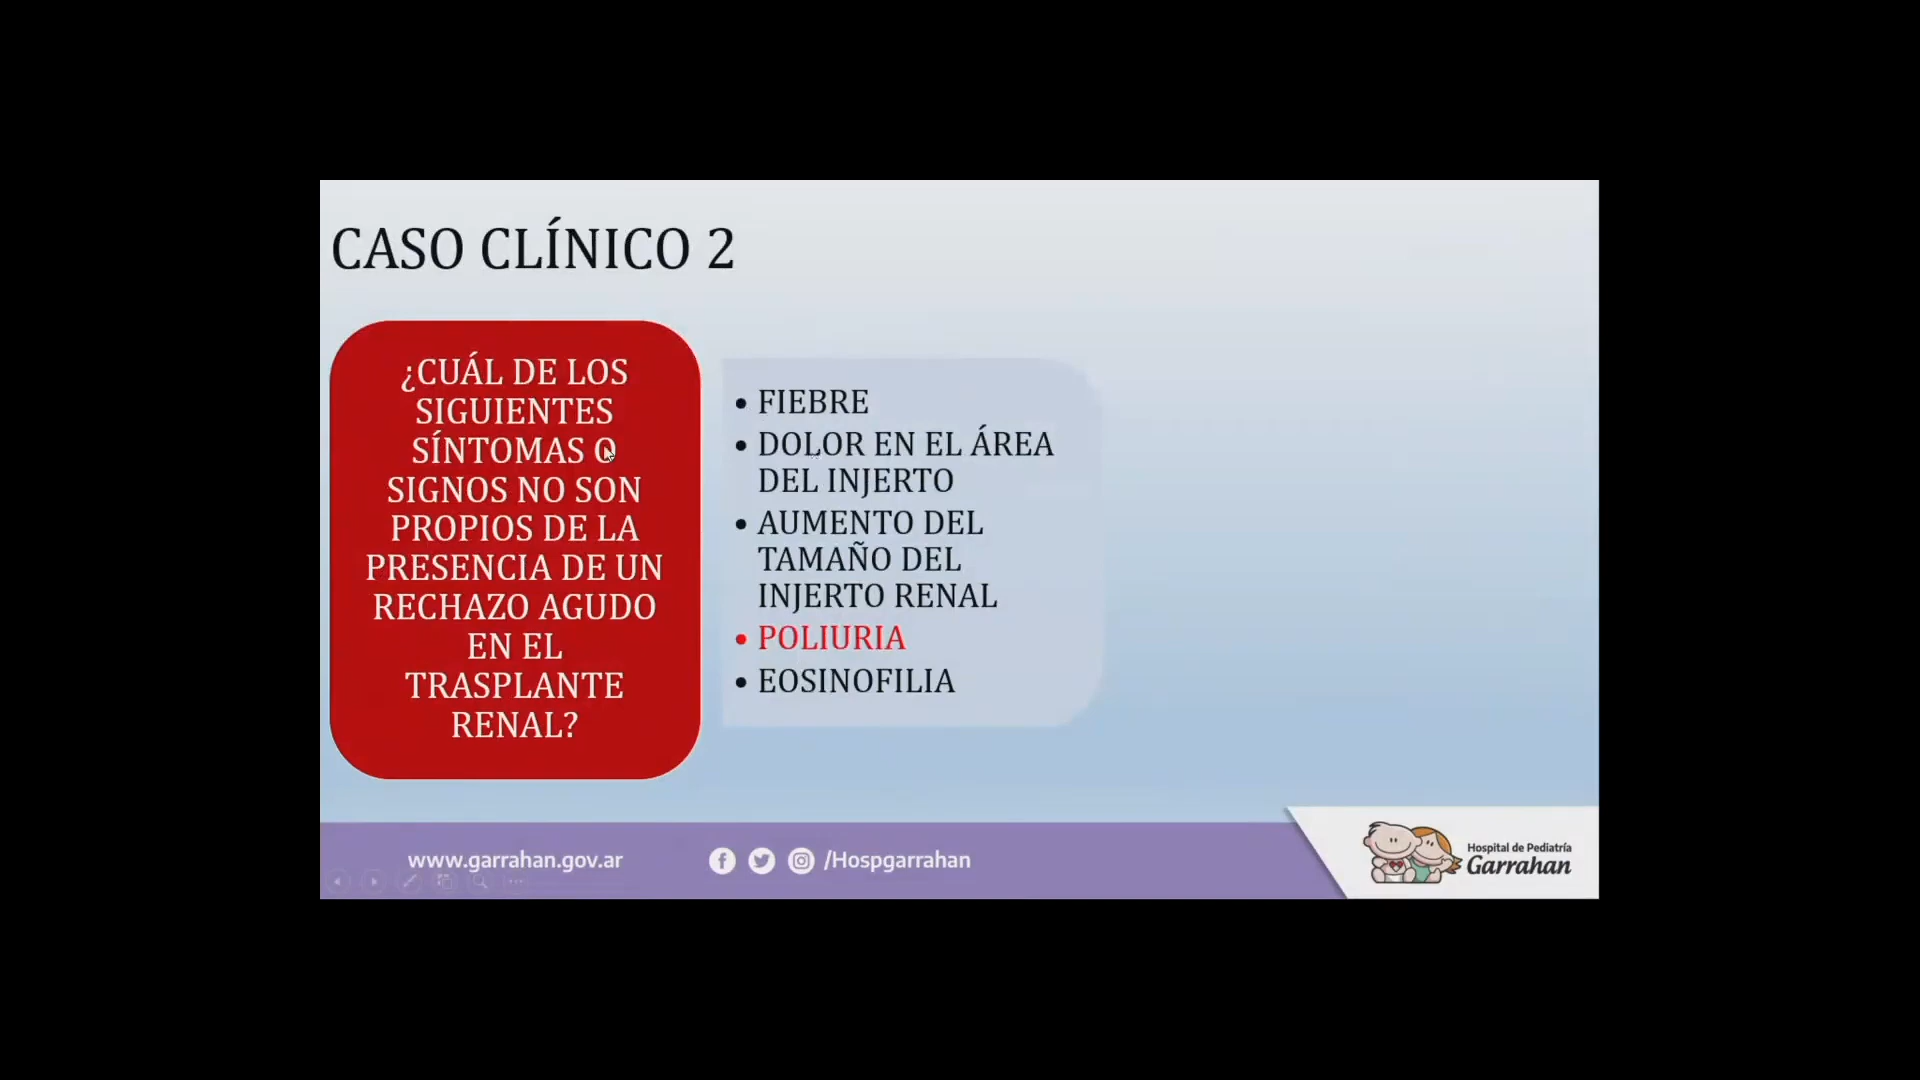 CASO CLÍNICO 2
¿CUÁL DE LOS
SIGUIENTES
SÍNTOMAS O
SIGNOS NO SON
PROPIOS DE LA
PRESENCIA DE UN
RECHAZO AGUDO
EN EL
TRASPLANTE
RENAL?
• FIEBRE
• DOLOR EN EL ÁREA
DEL INJERTO
• AUMENTO DEL
TAMAÑO DEL
INJERTO RENAL
• POLIURIA
• EOSINOFILIA
www.garrahan.gov.ar
/Hospgarrahan
Hospital de Pediatría
Garrahan